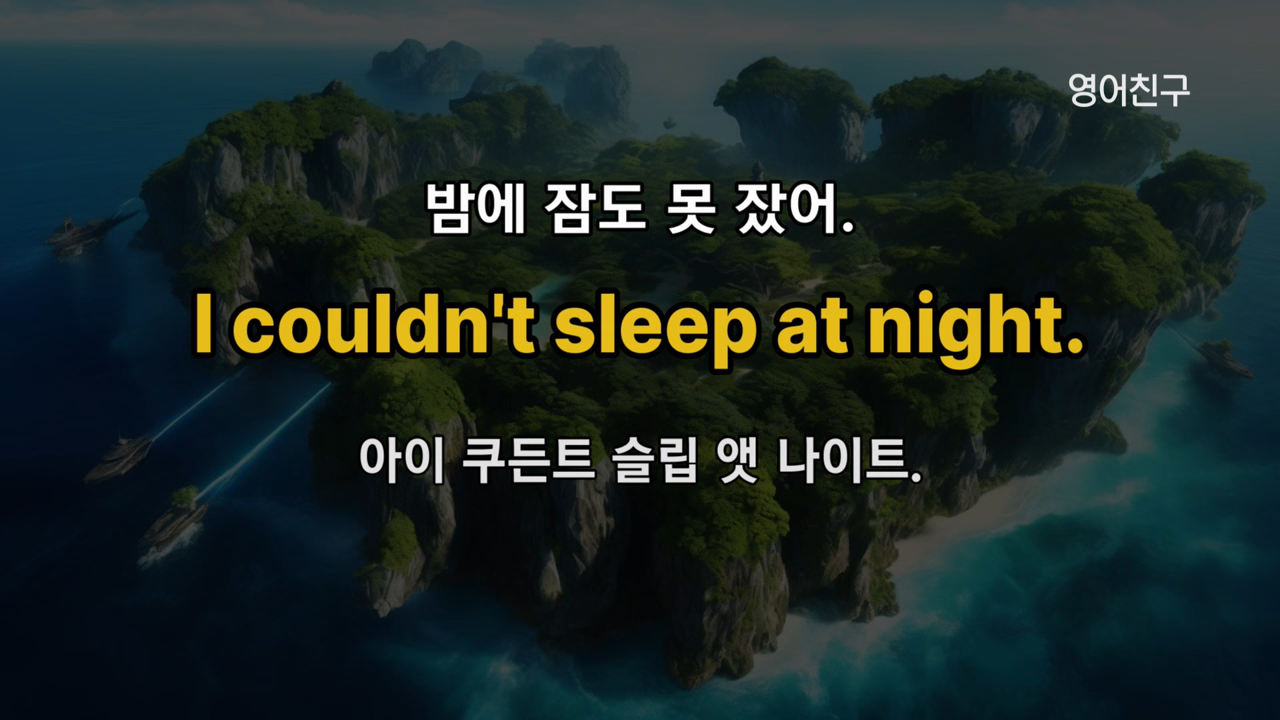 영어친구
밤에 잠도 못 잤어.
I couldn't sleep at night.
아이 쿠든트 슬립 앳 나이트.